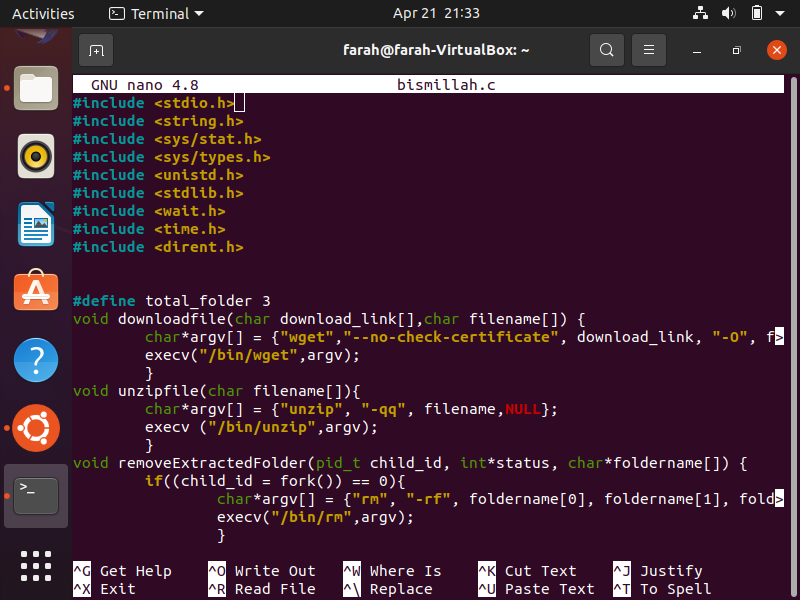 Activities
Terminal
Apr 21 21:33
farah@farah-VirtualBox: ~
GNU nano 4.8 bismillah.c
#include <stdio.h>
#include <string.h>
#include <sys/stat.h>
#include <sys/types.h>
#include <unistd.h>
#include <stdlib.h>
#include <wait.h>
#include <time.h>
#include <dirent.h>
#define total_folder 3
void downloadfile(char download_link[],char filename[]) {
char*argv[] = {"wget","--no-check-certificate", download_link, "-O", f>
execv("/bin/wget",argv);
}
void unzipfile(char filename[]){
char*argv[] = {"unzip", "-qq", filename,NULL};
execv ("/bin/unzip",argv);
}
void removeExtractedFolder(pid_t child_id, int*status, char*foldername[]) {
if((child_id = fork()) == 0){
char*argv[] = {"rm", "-rf", foldername[0], foldername[1], fold>
execv("/bin/rm",argv);
}
^G Get Help ^O Write Out ^W Where Is ^K Cut Text ^J Justify
^X Exit ^R Read File ^\ Replace ^U Paste Text ^T To Spell